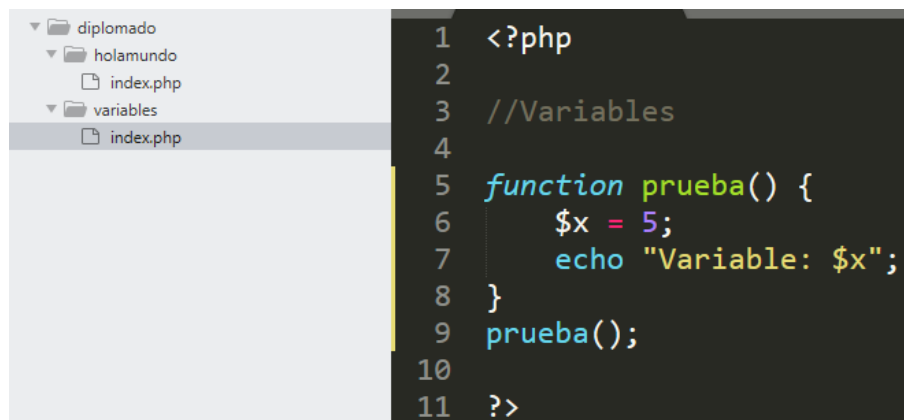 diplomado
holamundo
index.php
variables
index.php
1 <?php
2
3 //Variables
4
5 function prueba() {
6     $x = 5;
7     echo "Variable: $x";
8 }
9 prueba();
10
11 ?>